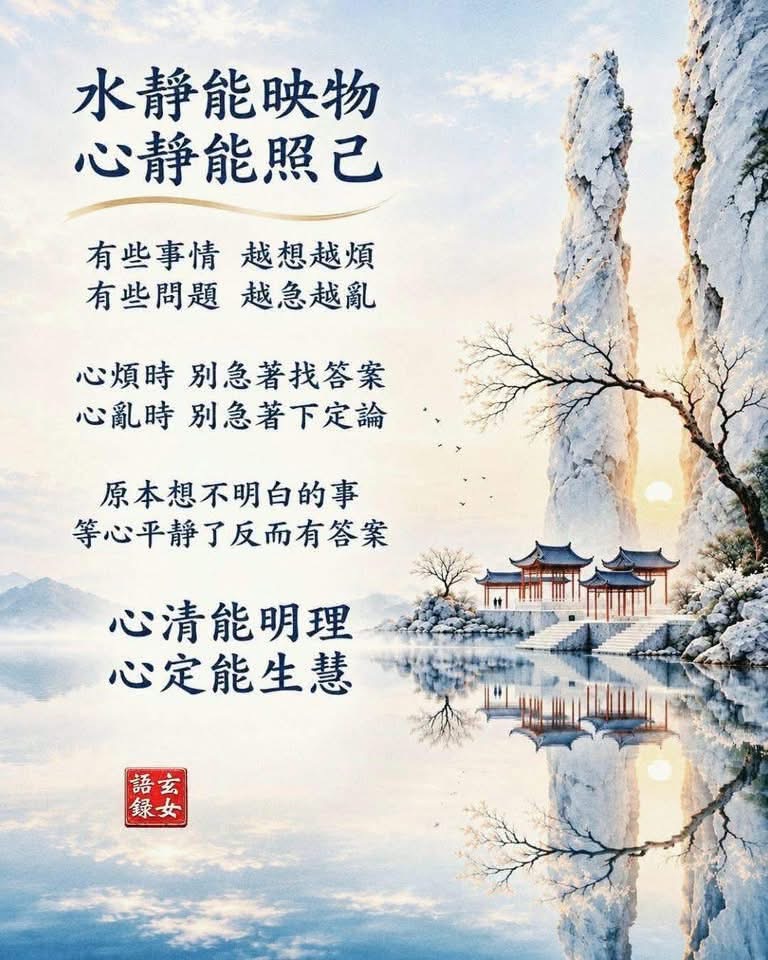 水靜能映物
心靜能照己
有些事情 越想越煩
有些問題 越急越亂
心煩時 別急著找答案
心亂時 別急著下定論
原本想不明白的事
等心平靜了反而有答案
心清能明理
心定能生慧
玄女
語錄